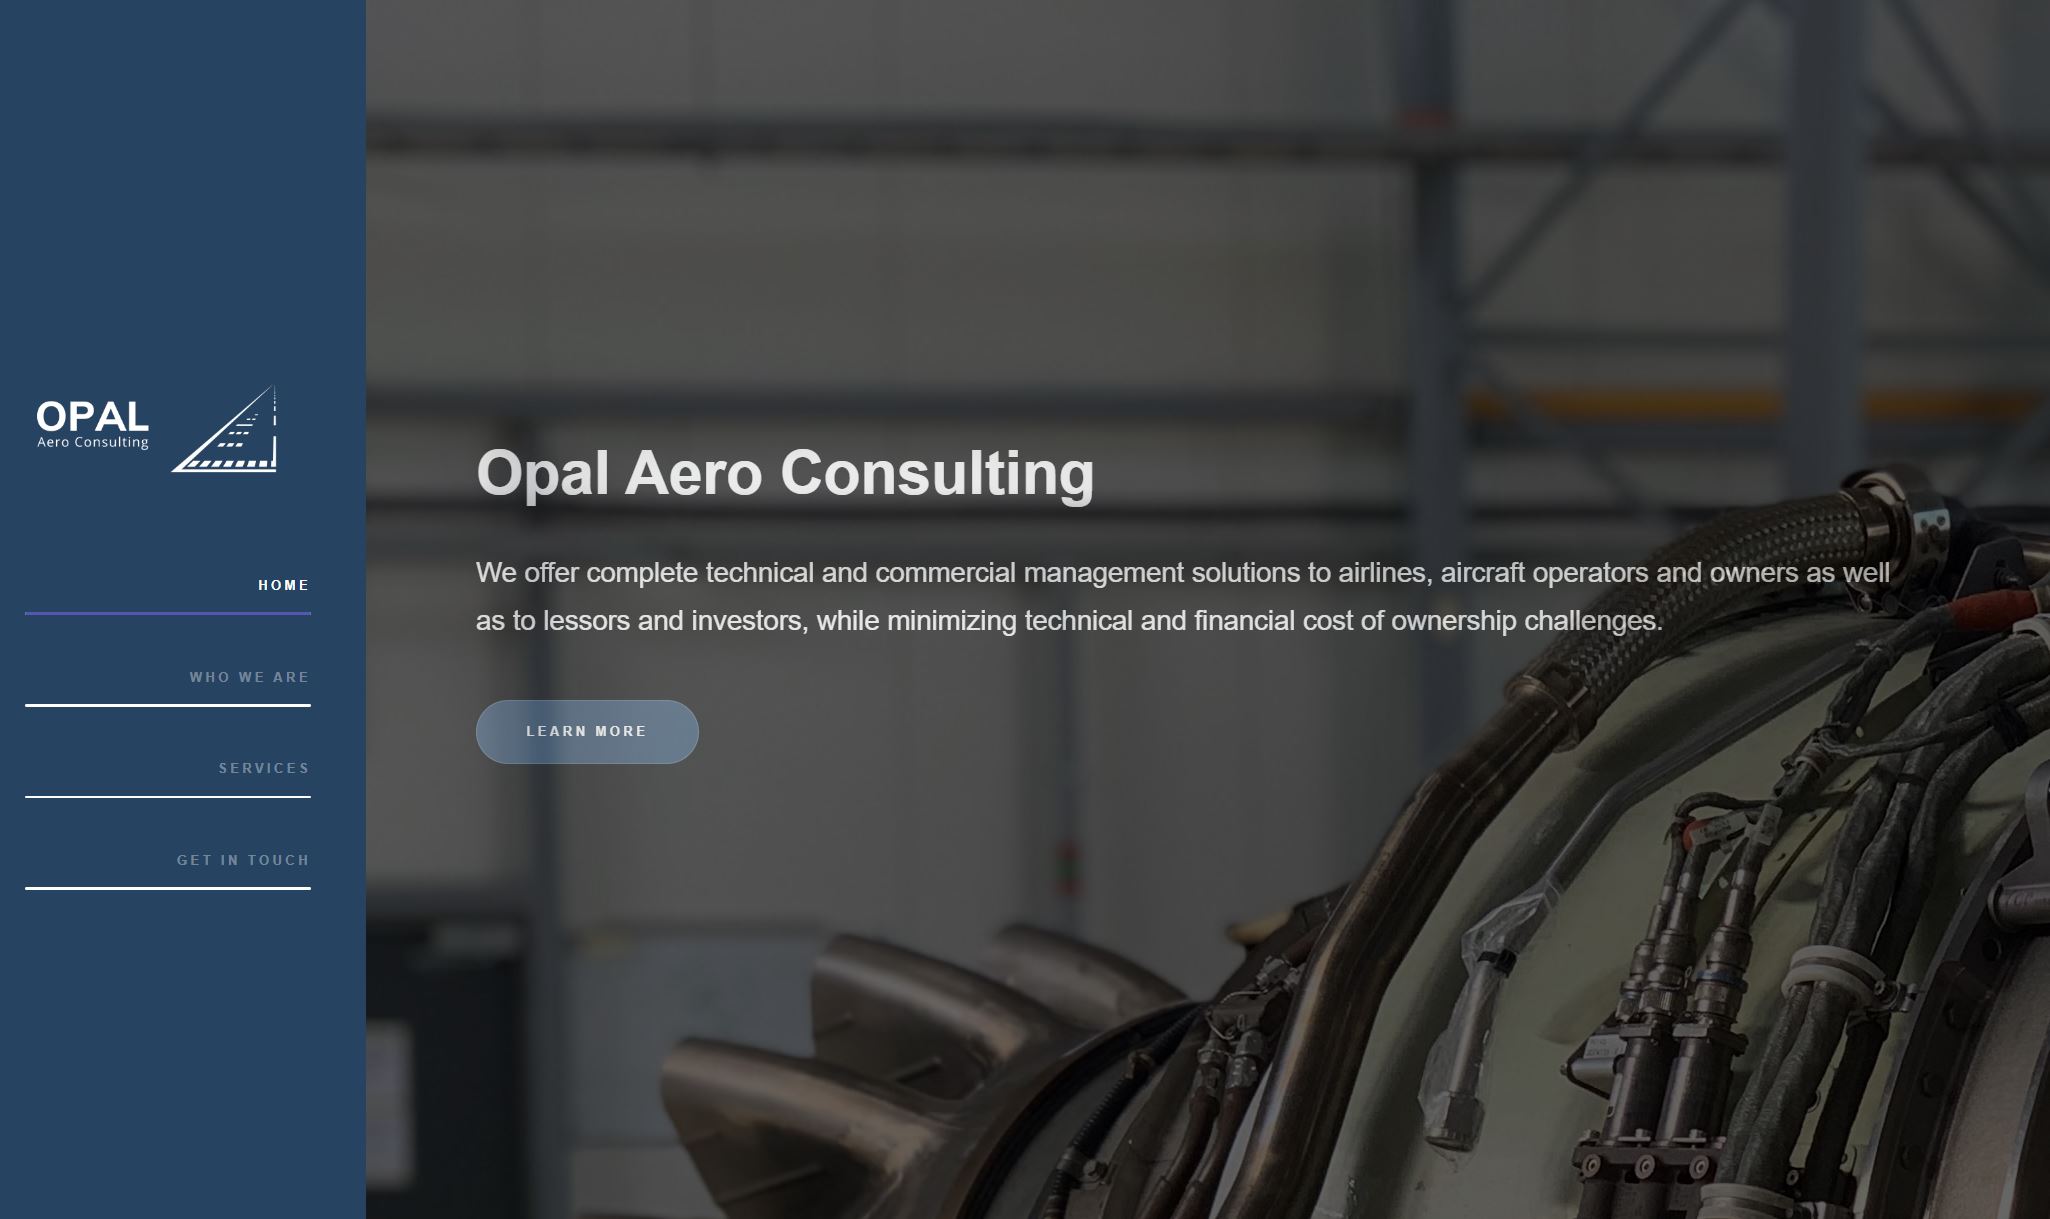 OPAL
Aero Consulting
HOME
WHO WE ARE
SERVICES
GET IN TOUCH
Opal Aero Consulting
We offer complete technical and commercial management solutions to airlines, aircraft operators and owners as well
as to lessors and investors, while minimizing technical and financial cost of ownership challenges.
LEARN MORE